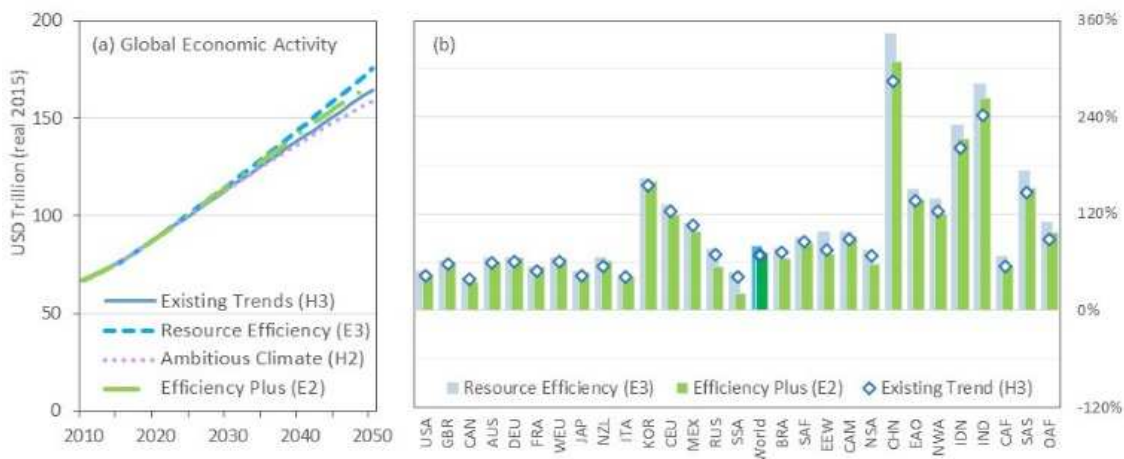 (a) Global Economic Activity
USD Trillion (real 2015)
200
150
100
50
0
2010
2020
2030
2040
2050
Existing Trends (H3)
Resource Efficiency (E3)
Ambitious Climate (H2)
Efficiency Plus (E2)
(b)
360%
240%
120%
0%
-120%
Resource Efficiency (E3)
Efficiency Plus (E2)
Existing Trend (H3)
USA
GBR
CAN
AUS
DEU
FRA
WEU
JAP
NZL
ITA
KOR
CEU
MEX
RUS
SSA
World
BRA
SAF
EEW
CAM
NSA
CHN
EAO
NWA
IDN
IND
CAF
SAS
OAF